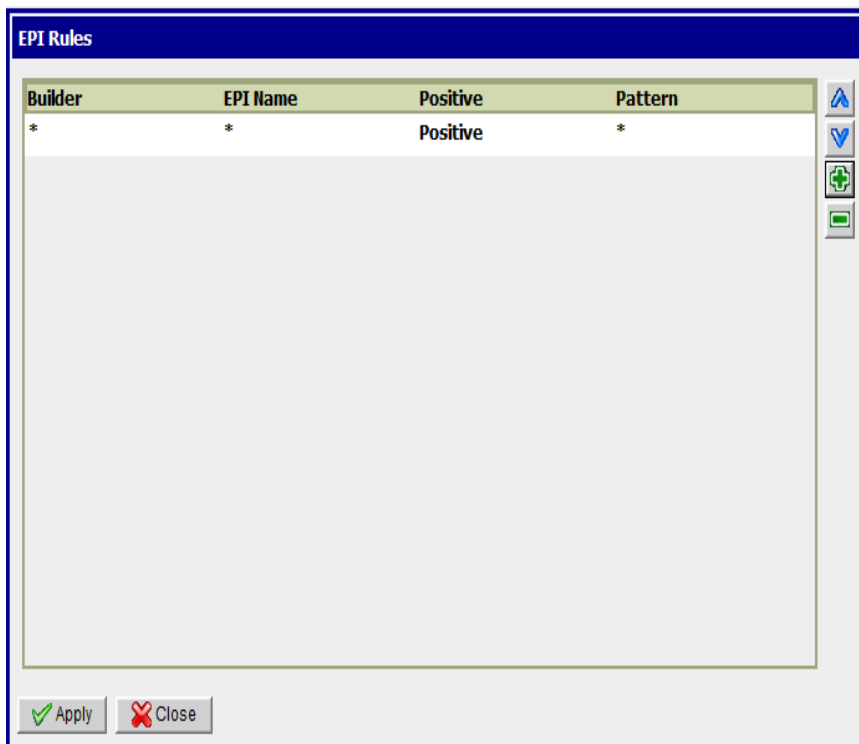 EPI Rules
Builder EPI Name Positive Pattern
* * Positive *
Apply Close